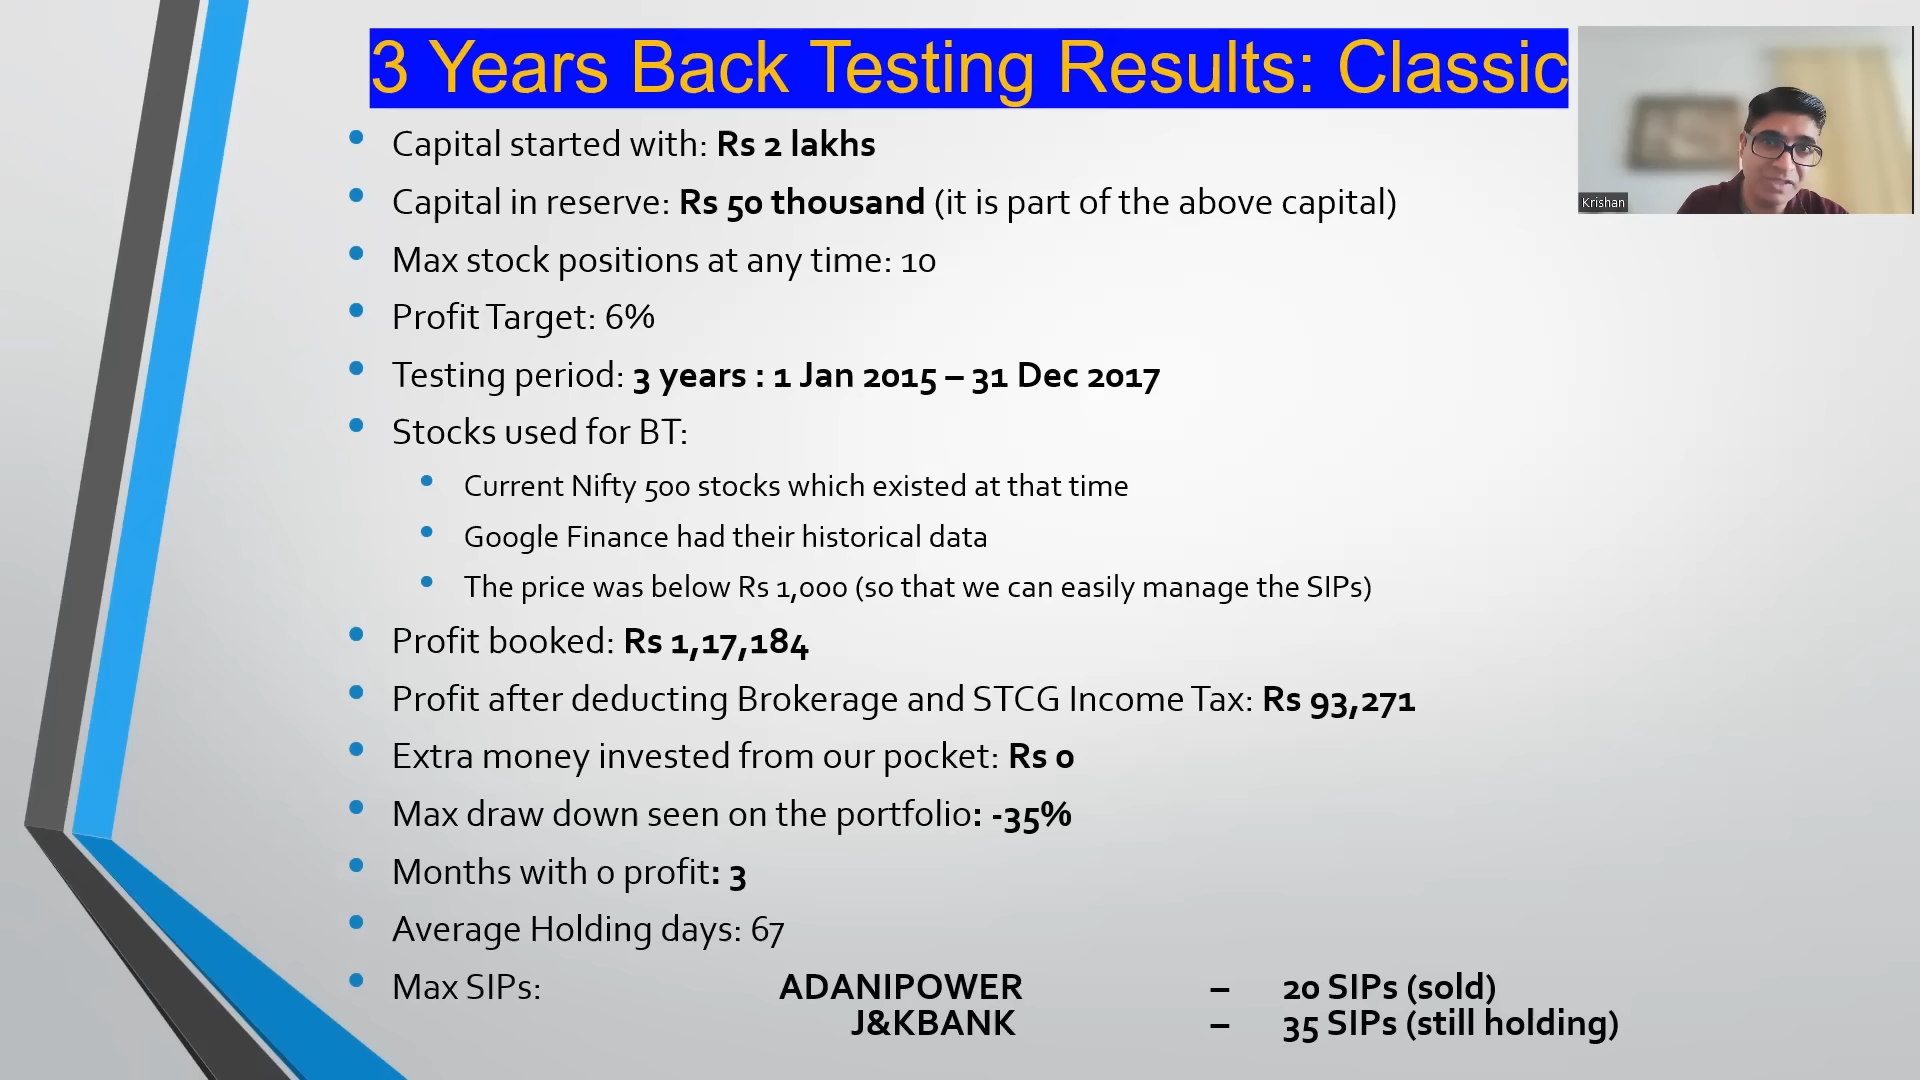 3 Years Back Testing Results: Classic
Krishan
Capital started with: Rs 2 lakhs
Capital in reserve: Rs 50 thousand (it is part of the above capital)
Max stock positions at any time: 10
Profit Target: 6%
Testing period: 3 years : 1 Jan 2015 – 31 Dec 2017
Stocks used for BT:
Current Nifty 500 stocks which existed at that time
Google Finance had their historical data
The price was below Rs 1,000 (so that we can easily manage the SIPs)
Profit booked: Rs 1,17,184
Profit after deducting Brokerage and STCG Income Tax: Rs 93,271
Extra money invested from our pocket: Rs 0
Max draw down seen on the portfolio: -35%
Months with 0 profit: 3
Average Holding days: 67
Max SIPs: ADANIPOWER – 20 SIPs (sold)
J&KBANK – 35 SIPs (still holding)